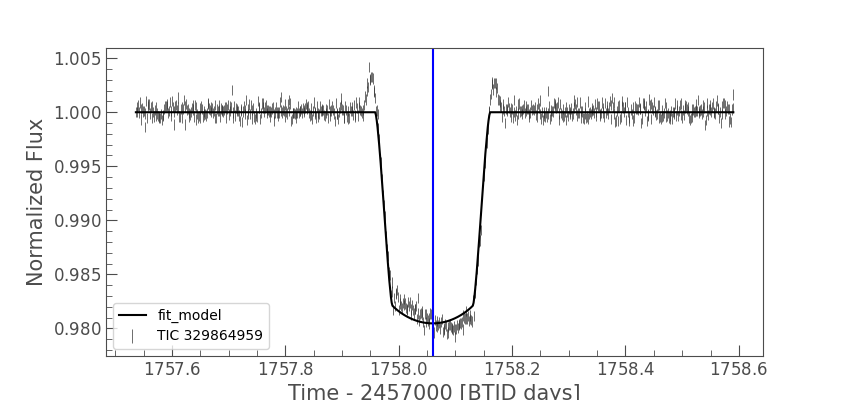 1.005
1.000
0.995
0.990
0.985
0.980
Normalized Flux
fit_model
TIC 329864959
1757.6 1757.8 1758.0 1758.2 1758.4 1758.6
Time - 2457000 [BTJD days]